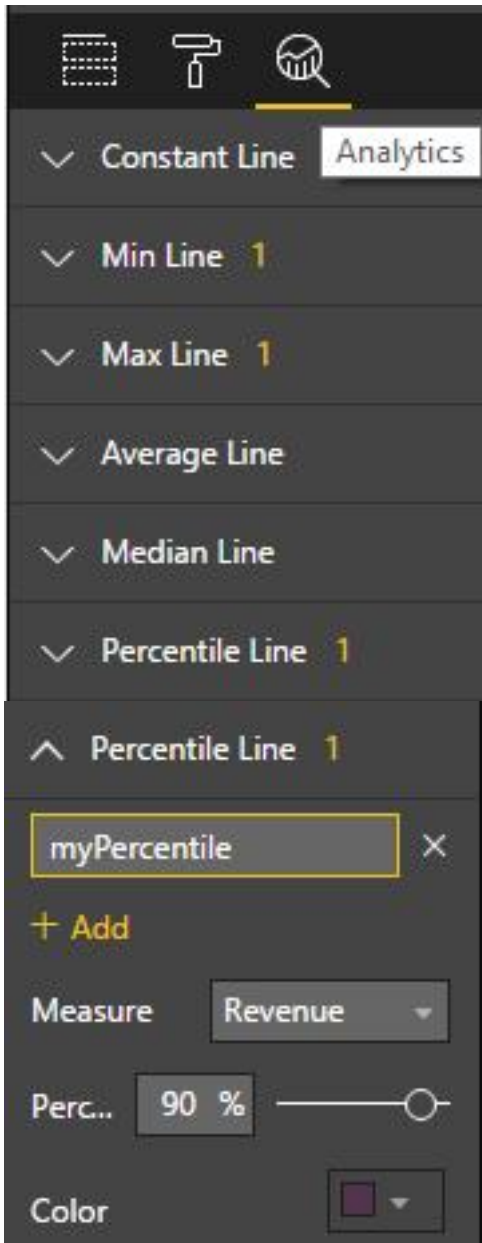 Constant Line
Analytics
Min Line 1
Max Line 1
Average Line
Median Line
Percentile Line 1
Percentile Line 1
myPercentile
+ Add
Measure Revenue
Perc... 90 %
Color